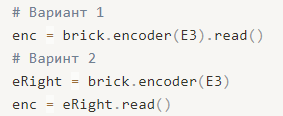 # Вариант 1
enc = brick.encoder(E3).read()
# Варинт 2
eRight = brick.encoder(E3)
enc = eRight.read()